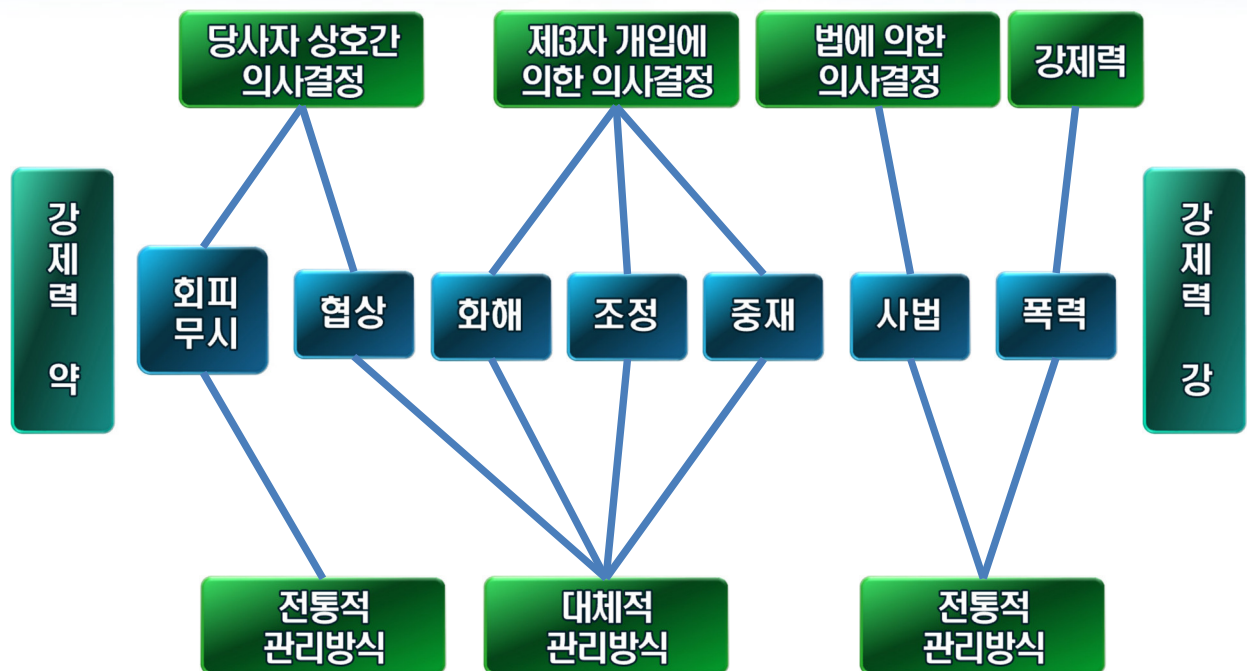 당사자 상호간
의사결정
제3자 개입에
의한 의사결정
법에 의한
의사결정
강제력
강
제
력
약
회피
무시
협상
화해
조정
중재
사법
폭력
강
제
력
강
전통적
관리방식
대체적
관리방식
전통적
관리방식